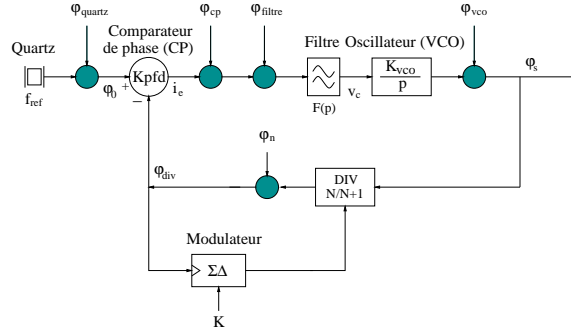 φquartz
φcp
φfiltre
φvco
Comparateur
de phase (CP)
Quartz
Filtre Oscillateur (VCO)
fref
φ0
+
−
Kpfd
ie
F(p)
vc
Kvco
p
φs
φdiv
φn
DIV
N/N+1
Modulateur
ΣΔ
K